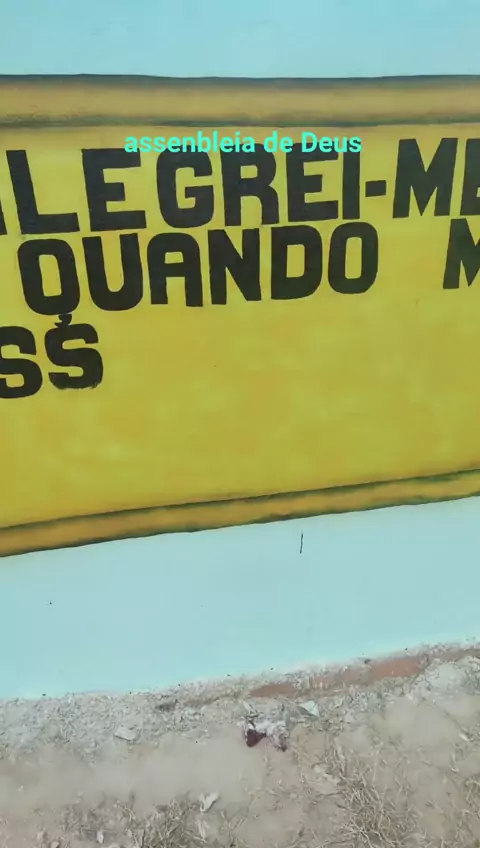 assenbleia de Deus
ALEGREI-ME
QUANDO M
SS